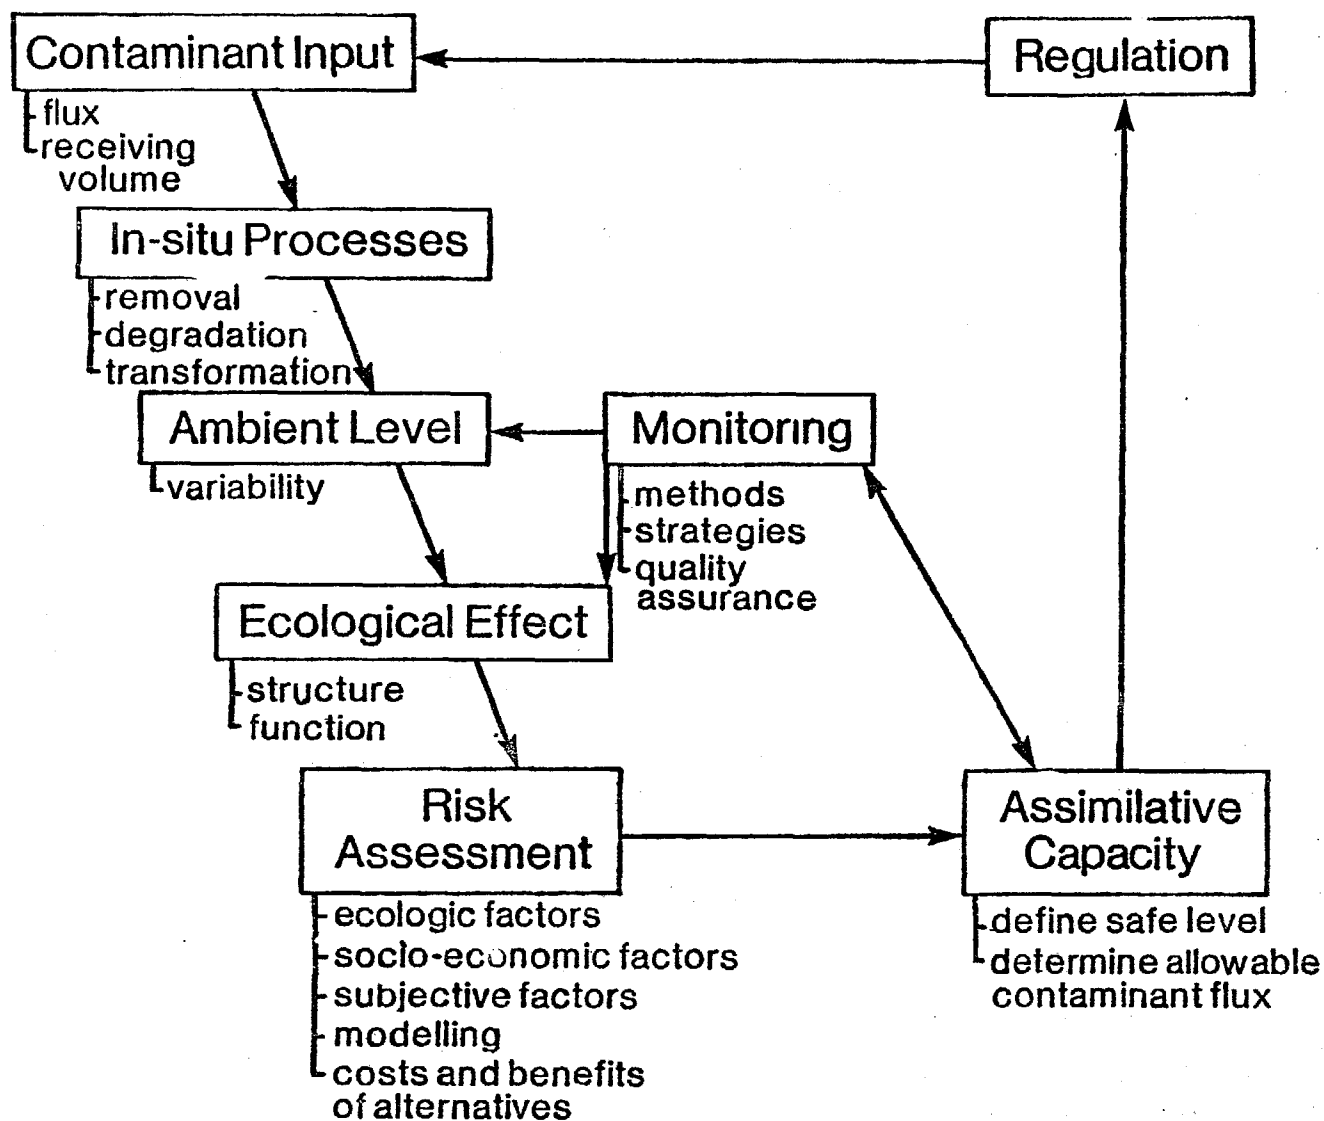 Contaminant Input
flux
receiving
volume
Regulation
In-situ Processes
removal
degradation
transformation
Ambient Level
variability
Monitoring
methods
strategies
quality
assurance
Ecological Effect
structure
function
Risk
Assessment
ecologic factors
socio-economic factors
subjective factors
modelling
costs and benefits
of alternatives
Assimilative
Capacity
define safe level
determine allowable
contaminant flux